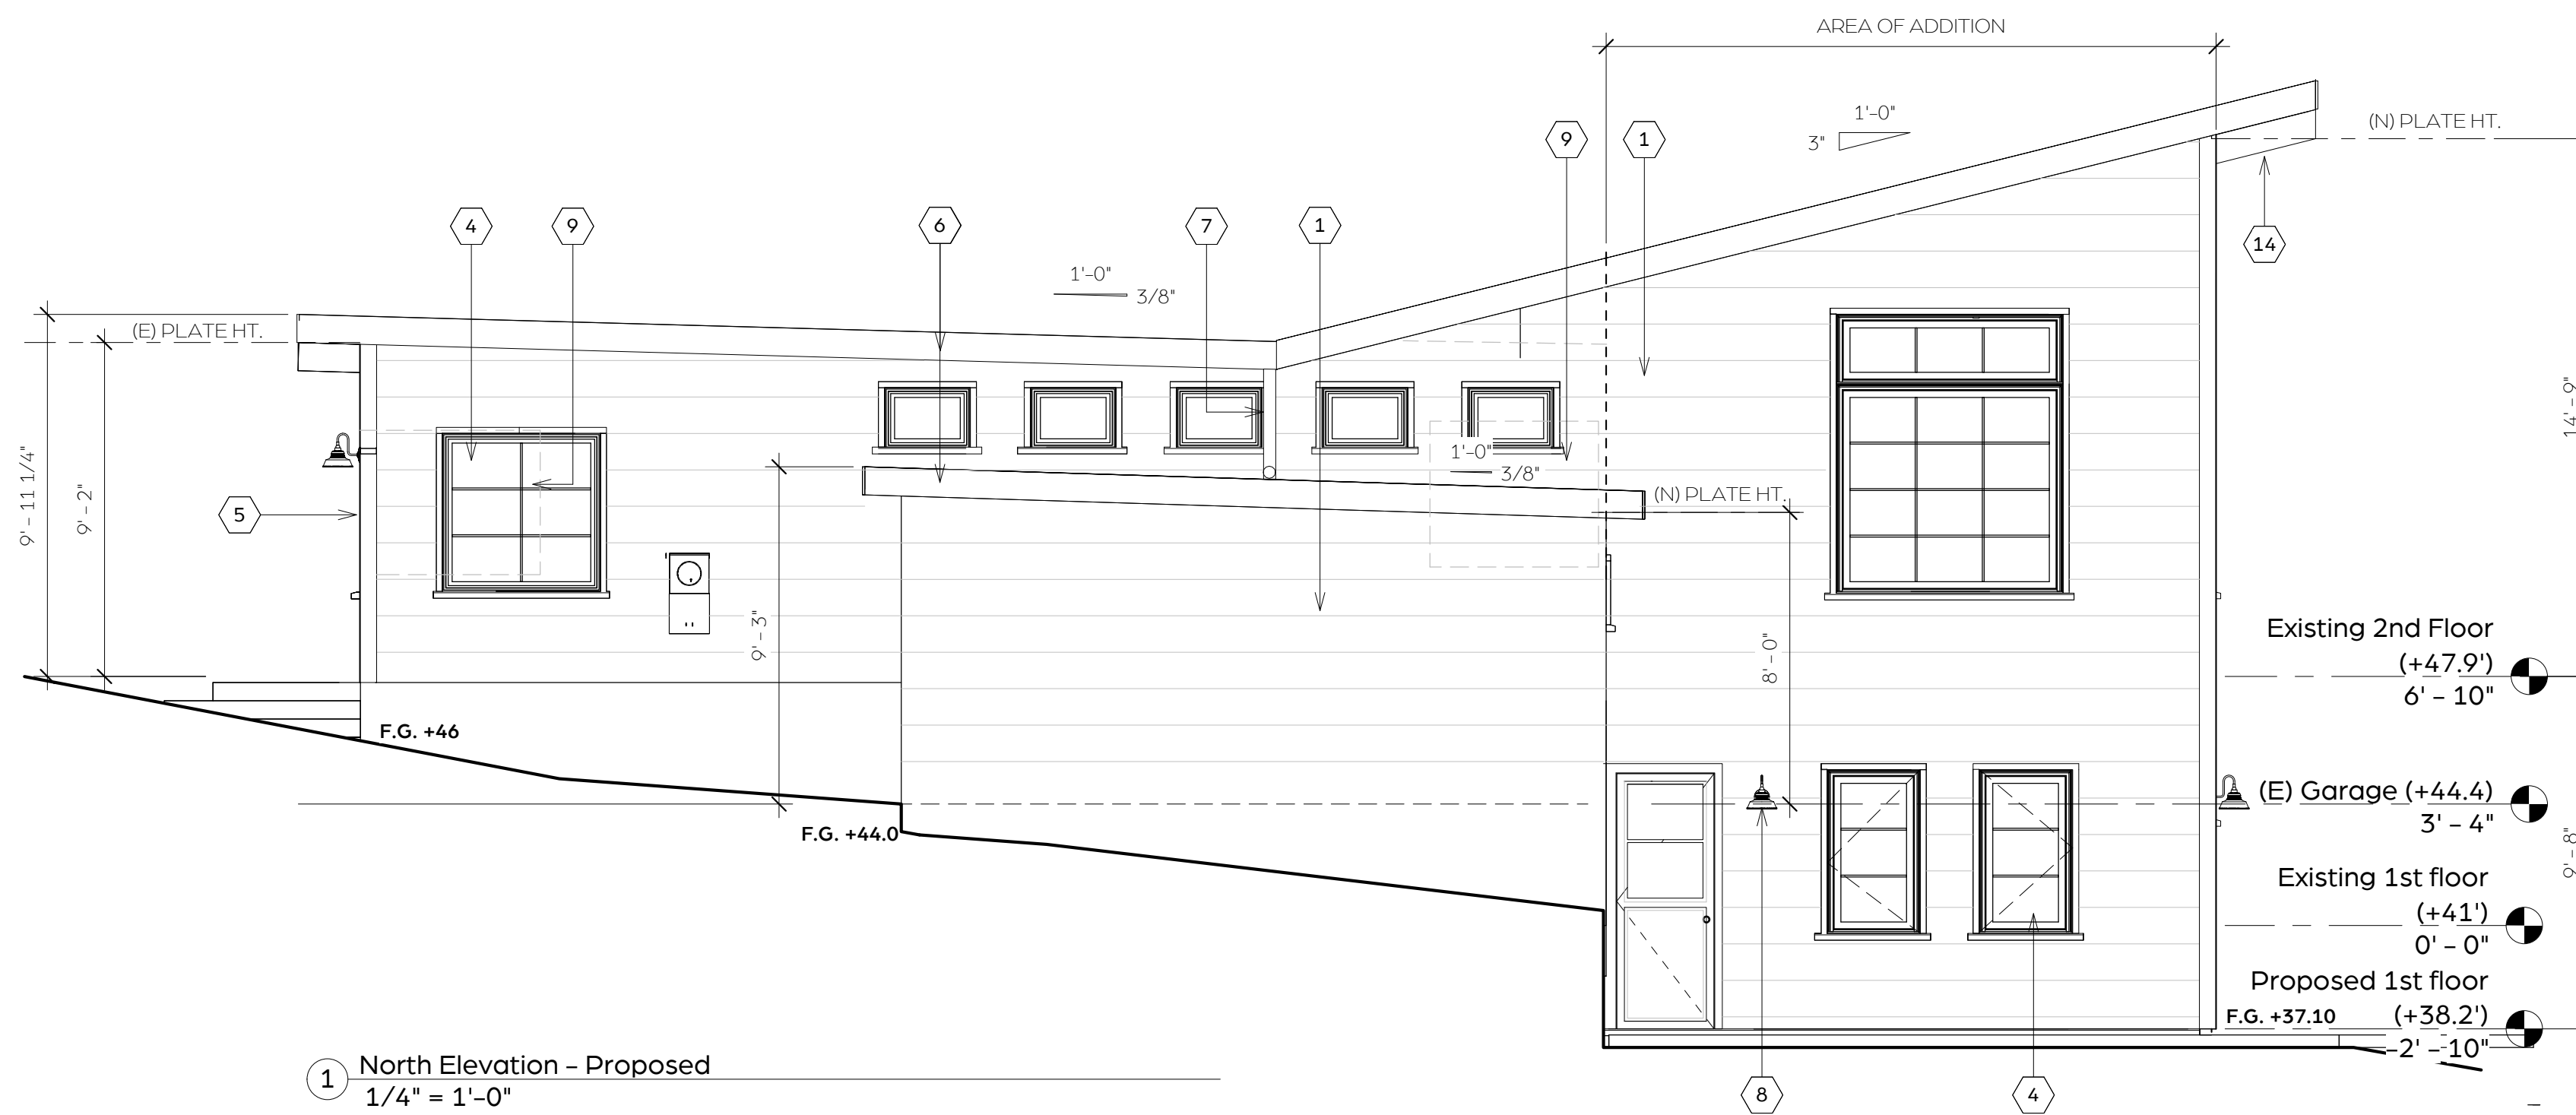 AREA OF ADDITION
1'-0"
3"
(N) PLATE HT.
9
1
14
4
9
6
7
1
1'-0"
3/8"
(E) PLATE HT.
9' - 11 1/4"
9' - 2"
5
1'-0"
3/8"
(N) PLATE HT.
14' - 9"
9' - 3"
8' - 0"
Existing 2nd Floor
(+47.9')
6' - 10"
F.G. +46
F.G. +44.0
(E) Garage (+44.4)
3' - 4"
9' - 8"
Existing 1st floor
(+41')
0' - 0"
Proposed 1st floor
F.G. +37.10
(+38.2')
-2' - 10"
8
4
1
North Elevation - Proposed
1/4" = 1'-0"